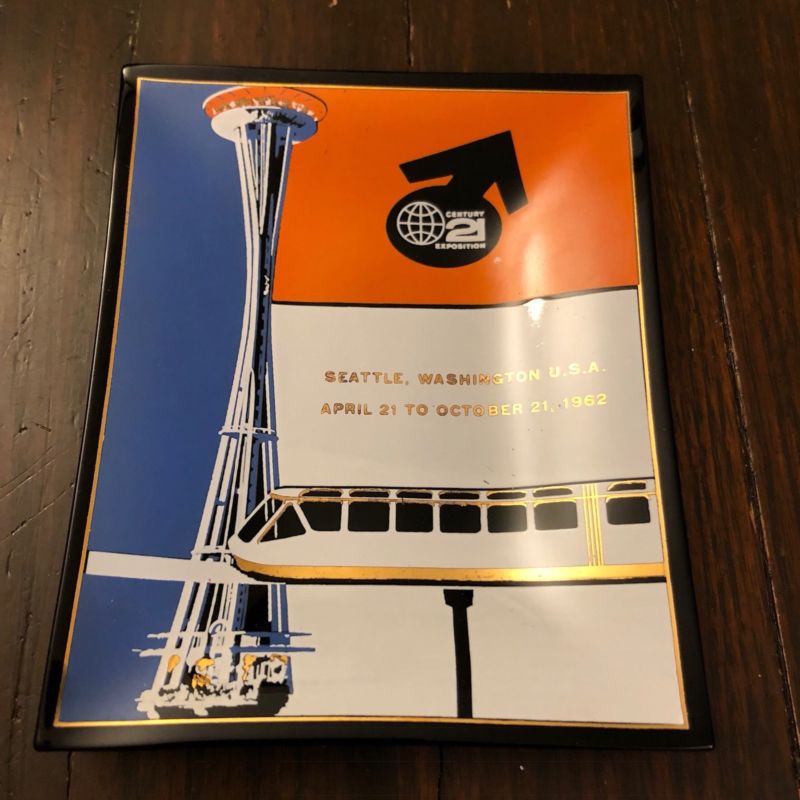 CENTURY
21
EXPOSITION
SEATTLE, WASHINGTON U.S.A.
APRIL 21 TO OCTOBER 21, 1962